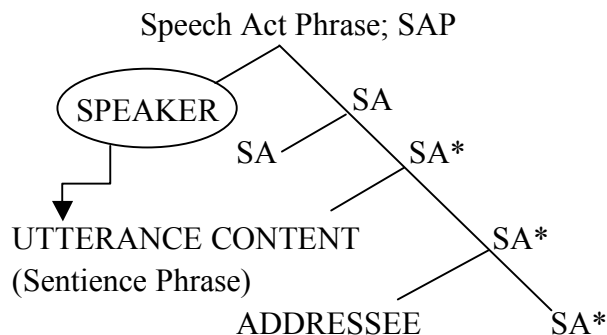 Speech Act Phrase; SAP
SPEAKER
SA
SA
SA*
UTTERANCE CONTENT
(Sentience Phrase)
SA*
ADDRESSEE
SA*